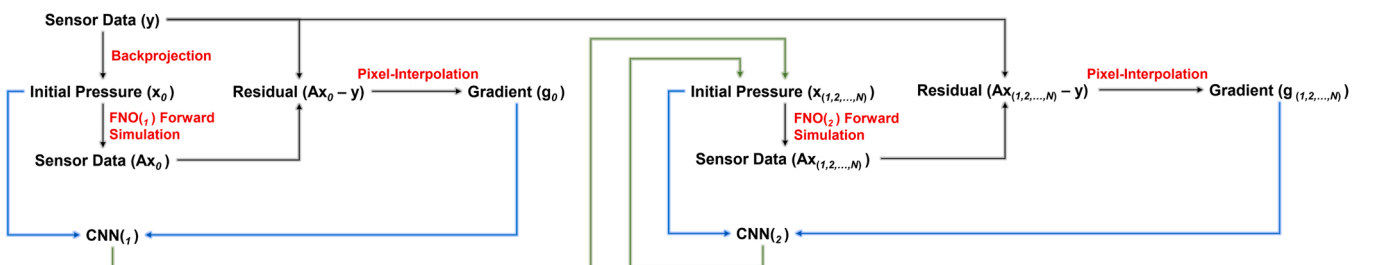 Sensor Data (y)
Backprojection
Initial Pressure (x0)
FNO(1) Forward
Simulation
Sensor Data (Ax0)
Residual (Ax0 – y)
Pixel-Interpolation
Gradient (g0)
CNN(1)
Initial Pressure (x(1,2,...,N))
FNO(2) Forward
Simulation
Sensor Data (Ax(1,2,...,N))
Residual (Ax(1,2,...,N) – y)
Pixel-Interpolation
Gradient (g (1,2,...,N))
CNN(2)